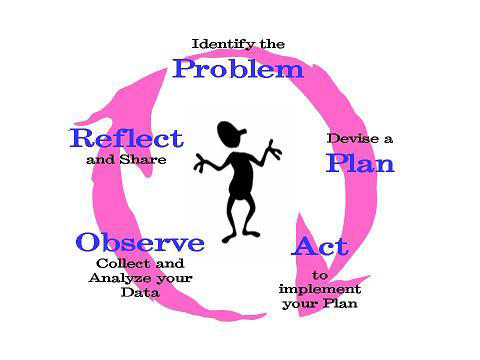 Identify the
Problem
Devise a
Plan
Act
to
implement
your Plan
Observe
Collect and
Analyze your
Data
Reflect
and Share